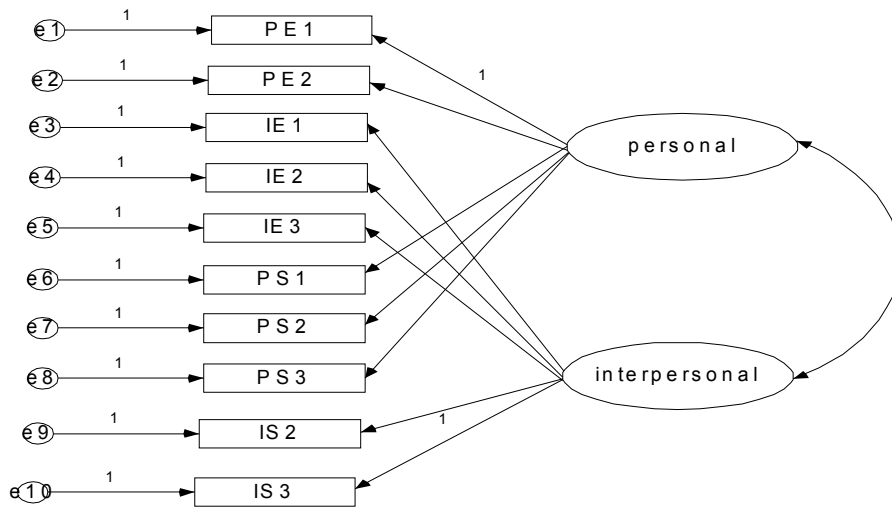 e1 1 PE1
1
e2 1 PE2
e3 1 IE1
personal
e4 1 IE2
e5 1 IE3
e6 1 PS1
e7 1 PS2
e8 1 PS3
interpersonal
e9 1 IS2
1
e10 1 IS3